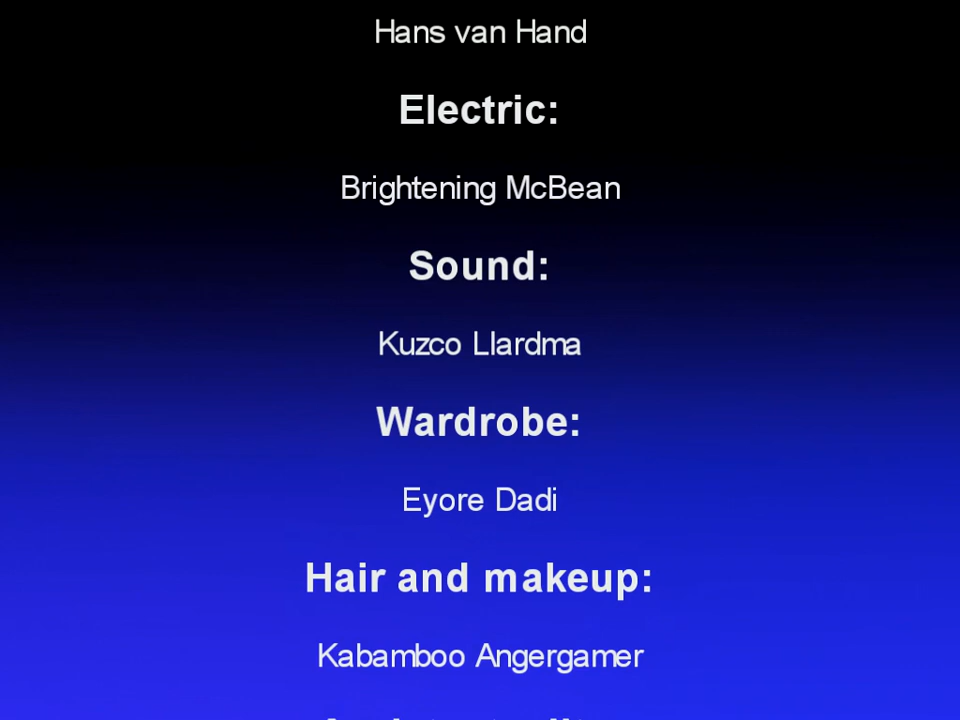 Hans van Hand
Electric:
Brightening McBean
Sound:
Kuzco Llardma
Wardrobe:
Eyore Dadi
Hair and makeup:
Kabamboo Angergamer